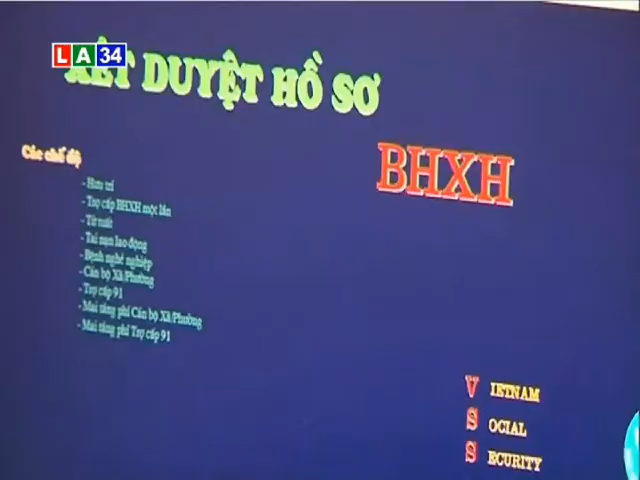 LA34
XÉT DUYỆT HỒ SƠ
BHXH
Các chế độ
- Hưu trí
- Trợ cấp BHXH một lần
- Tử tuất
- Tai nạn lao động
- Bệnh nghề nghiệp
- Cán bộ Xã/Phường
- Trợ cấp 91
- Mai táng phí Cán bộ Xã/Phường
- Mai táng phí Trợ cấp 91
VIETNAM
SOCIAL
SECURITY